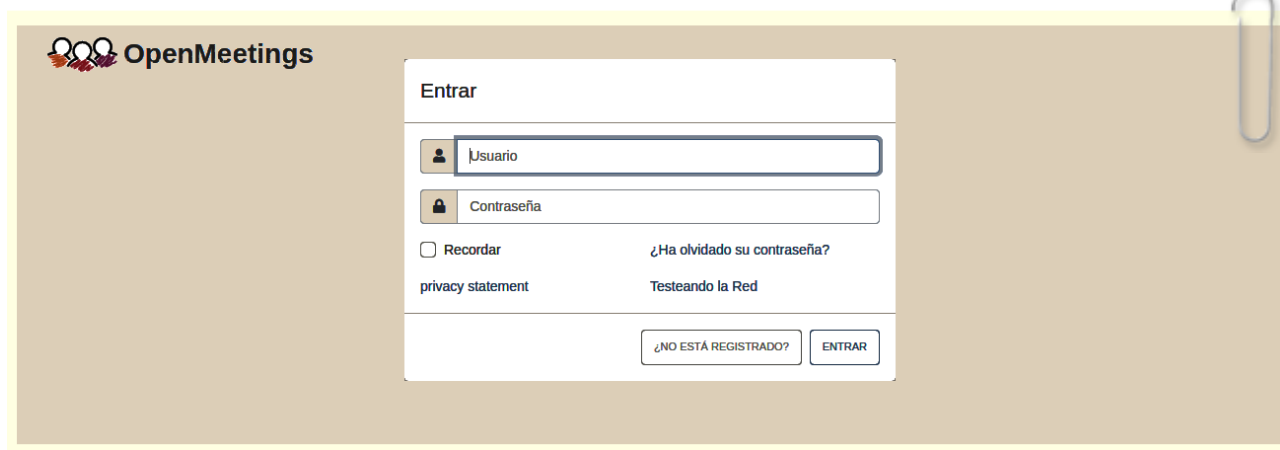 OpenMeetings
Entrar
Usuario
Contraseña
Recordar
¿Ha olvidado su contraseña?
privacy statement
Testeando la Red
¿NO ESTÁ REGISTRADO?
ENTRAR